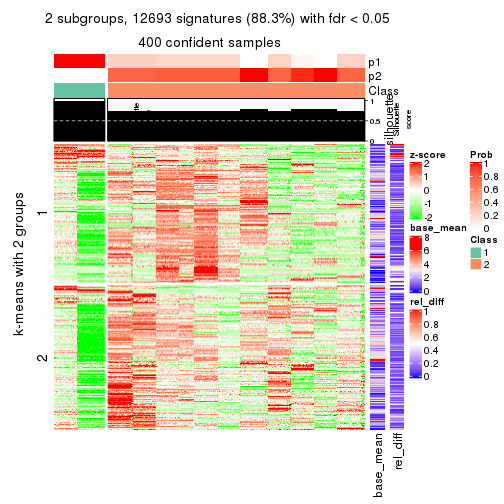 2 subgroups, 12693 signatures (88.3%) with fdr < 0.05
400 confident samples
p1
p2
Class
1
0.5
0
silhouette
Silhouette
score
k-means with 2 groups
1
2
base_mean
rel_diff
z-score
2
1
0
-1
-2
base_mean
8
6
4
2
0
rel_diff
1
0.8
0.6
0.4
0.2
0
Prob
1
0.8
0.6
0.4
0.2
0
Class
1
2